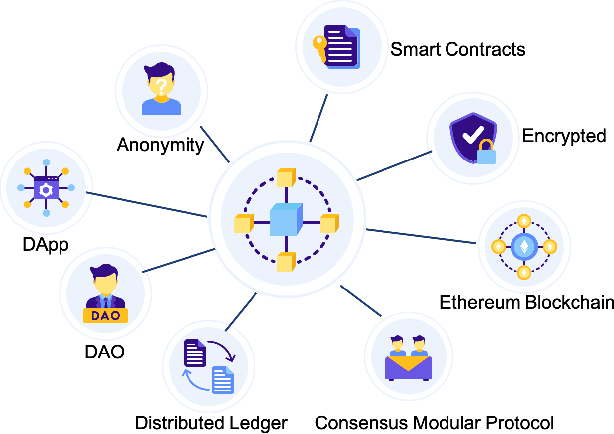 Smart Contracts
Anonymity
?
Encrypted
DApp
Ethereum Blockchain
DAO
DAO
Distributed Ledger
Consensus Modular Protocol